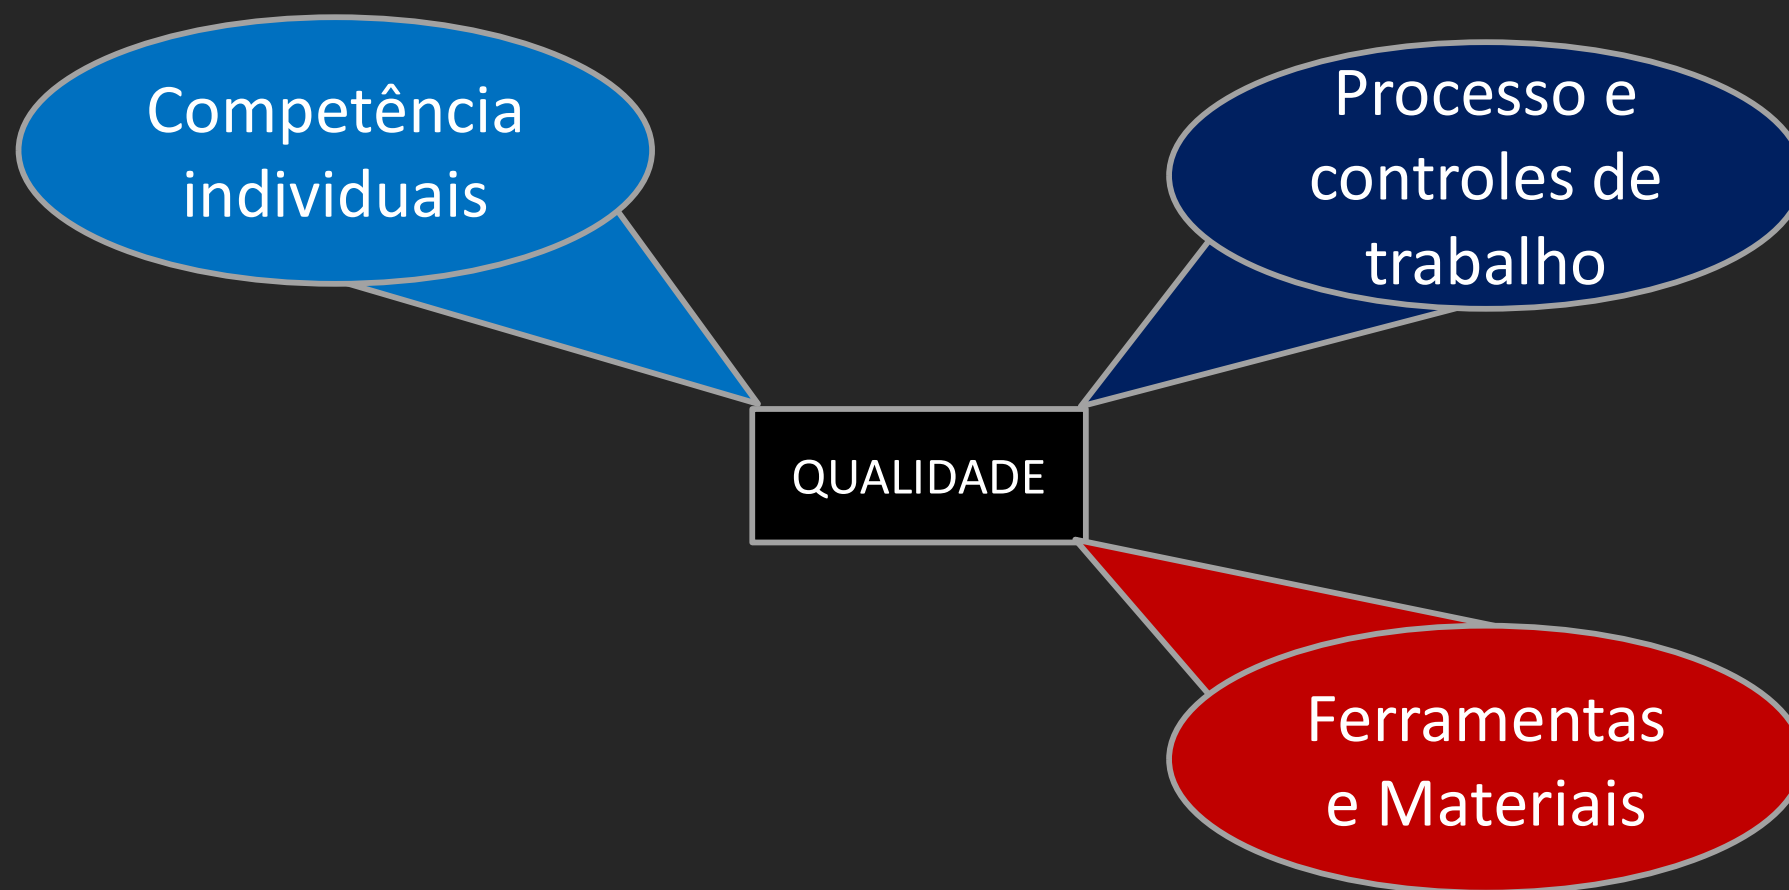 Competência
individuais
Processo e
controles de
trabalho
QUALIDADE
Ferramentas
e Materiais